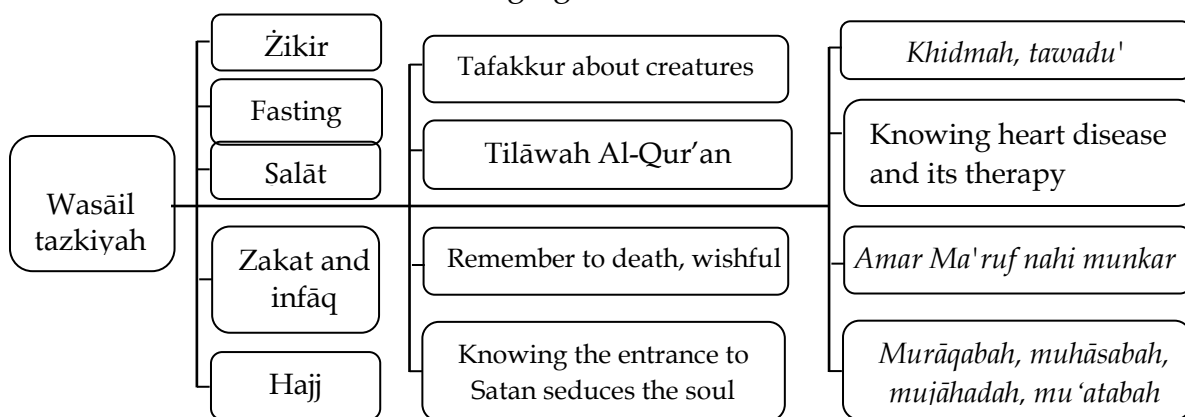 Wasāil
tazkiyah
Żikir
Fasting
Ṣalāt
Zakat and
infāq
Hajj
Tafakkur about creatures
Tilāwah Al-Qur’an
Remember to death, wishful
Knowing the entrance to
Satan seduces the soul
Khidmah, tawadu'
Knowing heart disease
and its therapy
Amar Ma'ruf nahi munkar
Murāqabah, muhāsabah,
mujāhadah, mu ‘atabah